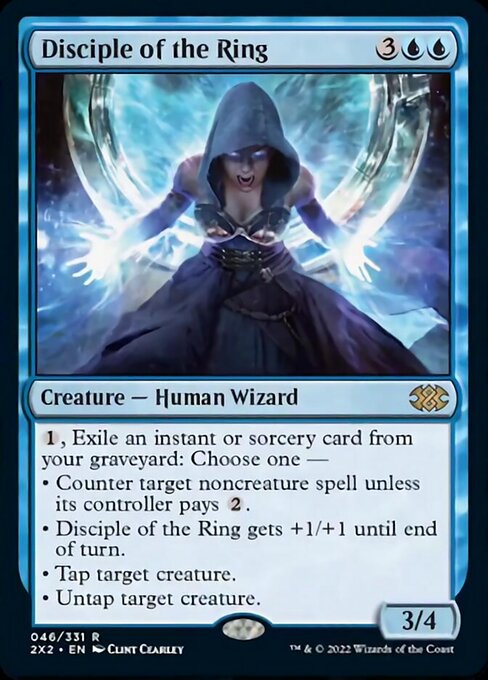 Disciple of the Ring 3
Creature — Human Wizard
1, Exile an instant or sorcery card from
your graveyard: Choose one —
• Counter target noncreature spell unless
its controller pays 2.
• Disciple of the Ring gets +1/+1 until end
of turn.
• Tap target creature.
• Untap target creature.
3/4
046/331 R
2X2 • EN Clint Cearley
™ & © 2022 Wizards of the Coast